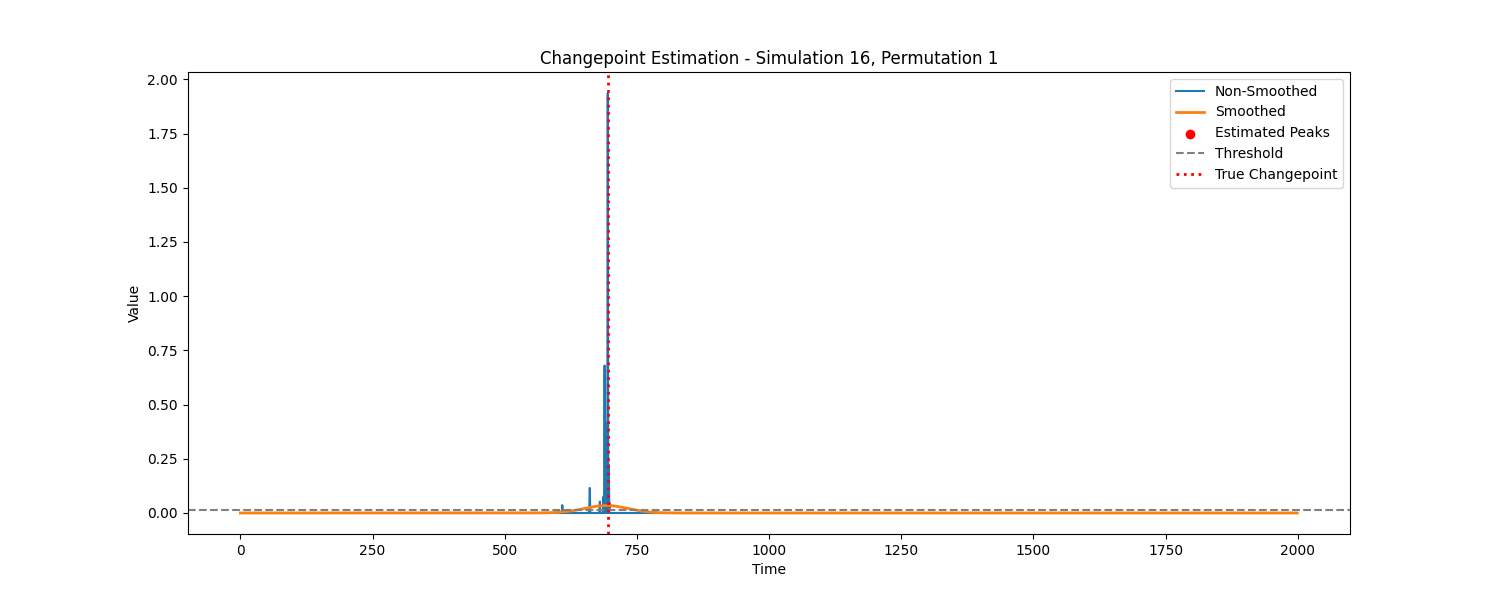 Changepoint Estimation - Simulation 16, Permutation 1
2.00
1.75
1.50
1.25
1.00
0.75
0.50
0.25
0.00
Value
Non-Smoothed
Smoothed
Estimated Peaks
Threshold
True Changepoint
0 250 500 750 1000 1250 1500 1750 2000
Time